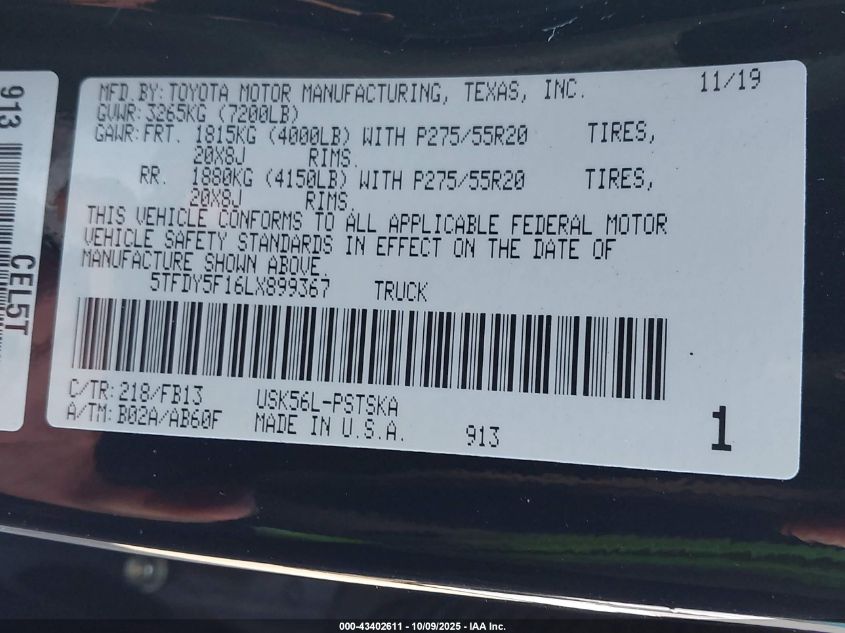 MFD.BY:TOYOTA MOTOR MANUFACTURING, TEXAS, INC. 11/19
GVWR:3265KG (7200LB)
GAWR:FRT. 1815KG (4000LB) WITH P275/55R20 TIRES,
20X8J RIMS.
RR. 1880KG (4150LB) WITH P275/55R20 TIRES,
20X8J RIMS.
THIS VEHICLE CONFORMS TO ALL APPLICABLE FEDERAL MOTOR
VEHICLE SAFETY STANDARDS IN EFFECT ON THE DATE OF
MANUFACTURE SHOWN ABOVE.
5TFDY5F16LX899367 TRUCK
C/TR:218/FB13 USK56L-PSTSKA
A/TM:B02A/AB60F MADE IN U.S.A. 913
1
913
CEL5T
000-43402611 - 10/09/2025 - IAA Inc.